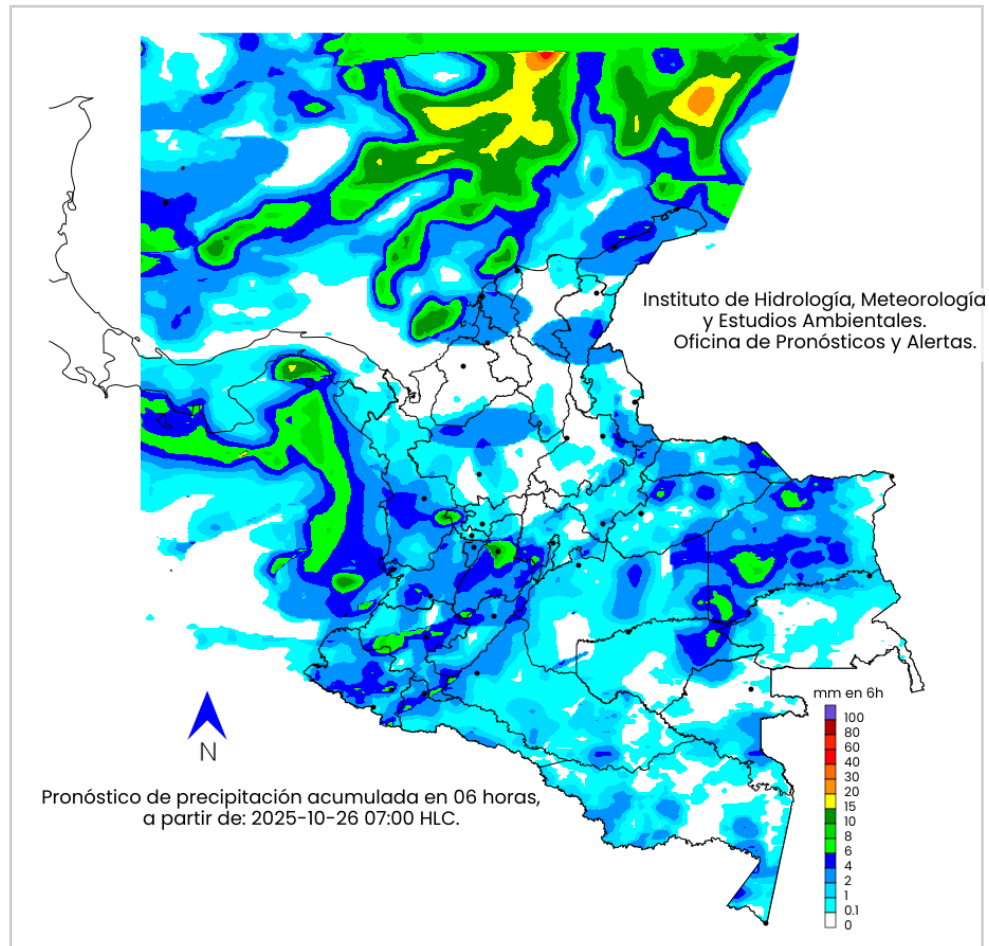 Instituto de Hidrología, Meteorología
y Estudios Ambientales.
Oficina de Pronósticos y Alertas.
mm en 6h
100
80
60
40
30
20
15
10
8
6
4
2
1
0.1
0
N
Pronóstico de precipitación acumulada en 06 horas,
a partir de: 2025-10-26 07:00 HLC.